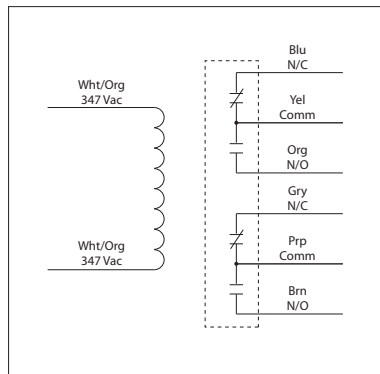 Wht/Org
347 Vac
Wht/Org
347 Vac
Blu
N/C
Yel
Comm
Org
N/O
Gry
N/C
Prp
Comm
Brn
N/O